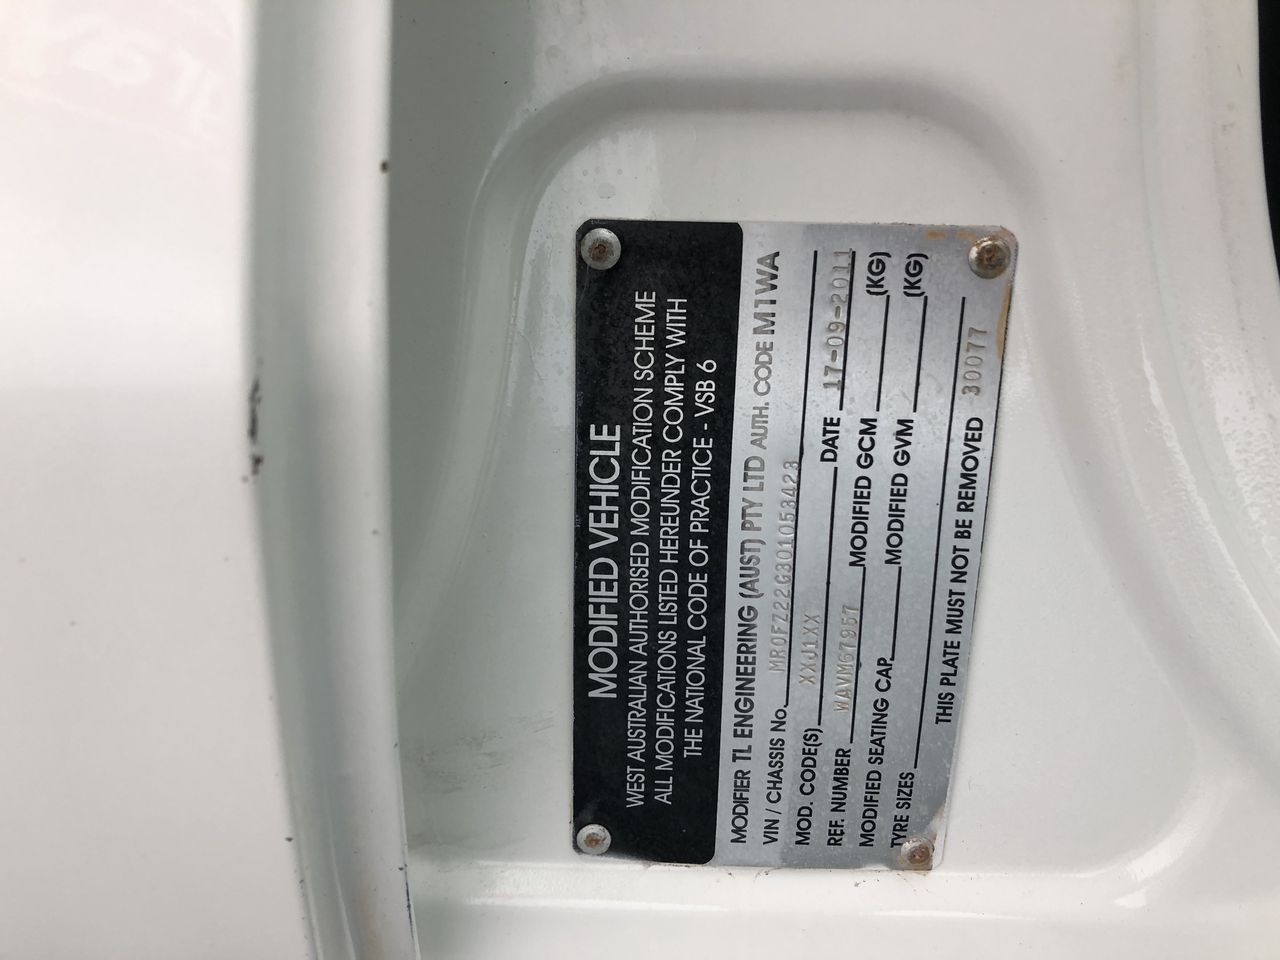 MODIFIED VEHICLE
WEST AUSTRALIAN AUTHORISED MODIFICATION SCHEME
ALL MODIFICATIONS LISTED HEREUNDER COMPLY WITH
THE NATIONAL CODE OF PRACTICE - VSB 6
MODIFIER TL ENGINEERING (AUST) PTY LTD AUTH. CODE M1WA
VIN / CHASSIS No. MR0FZ22G301053423
MOD. CODE(S) XXJ1XX DATE 17-09-2011
REF. NUMBER WAVM67957 MODIFIED GCM (KG)
MODIFIED SEATING CAP. MODIFIED GVM (KG)
TYRE SIZES
THIS PLATE MUST NOT BE REMOVED 30077